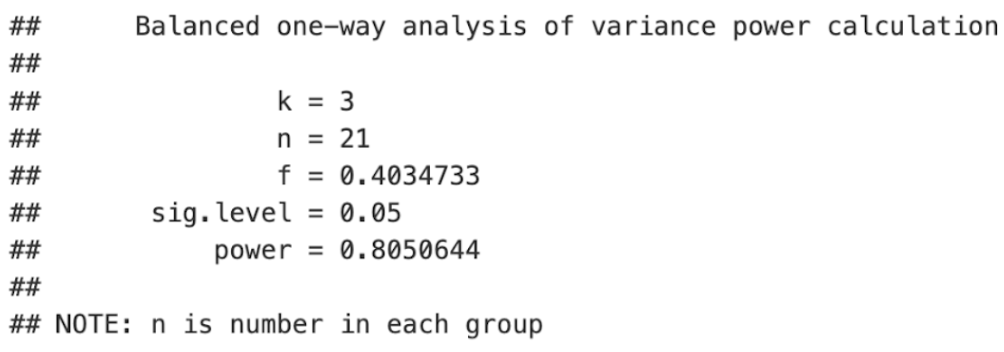 ##      Balanced one-way analysis of variance power calculation
##
##               k = 3
##               n = 21
##               f = 0.4034733
##       sig.level = 0.05
##           power = 0.8050644
##
## NOTE: n is number in each group